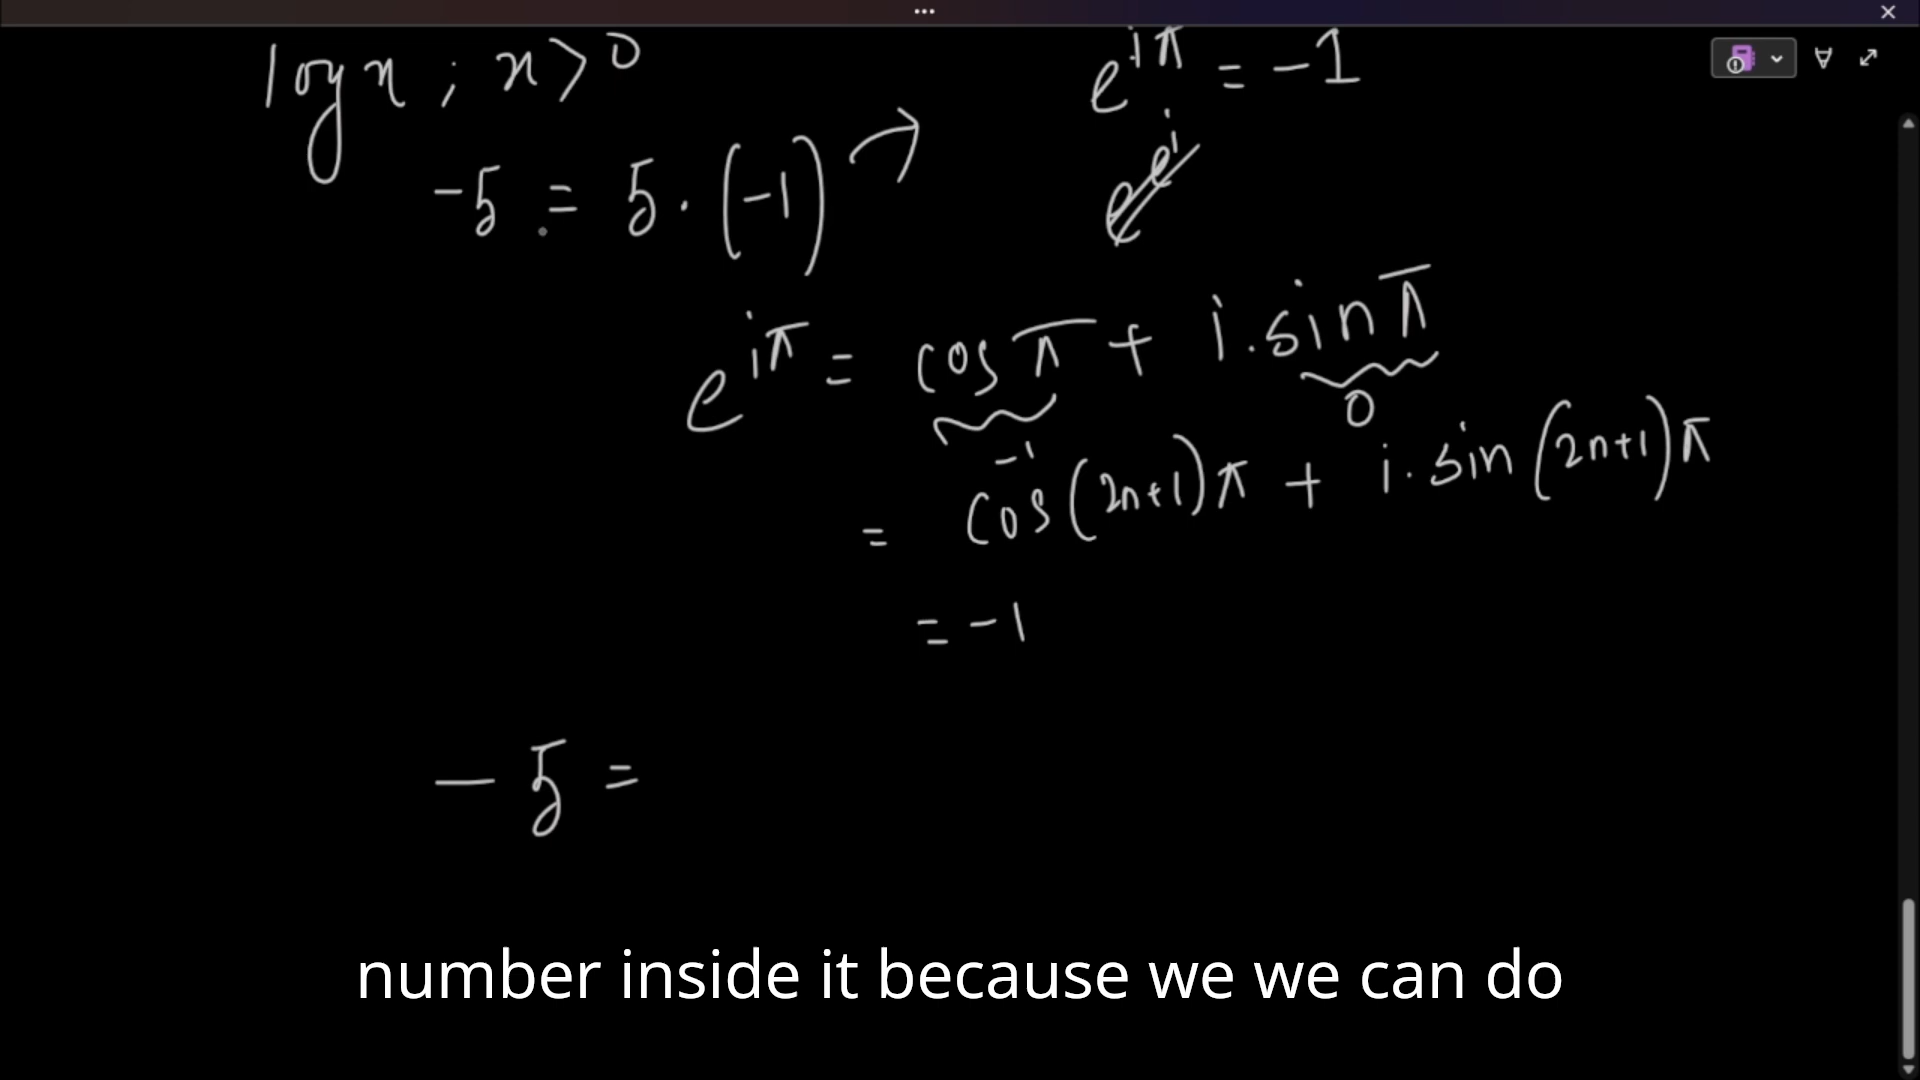 log x ; x > 0
e^{iπ} = -1
-5 = 5 · (-1) →
e^{e^i}
e^{iπ} = cos π + i . sin π
-1
0
= cos (2n+1) π + i . sin (2n+1) π
= -1
- 5 =
number inside it because we we can do